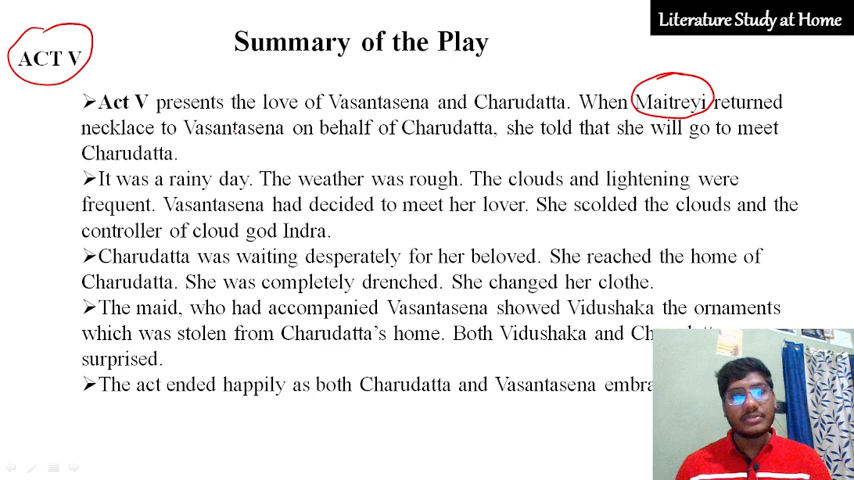 Literature Study at Home
Summary of the Play
ACT V
➢Act V presents the love of Vasantasena and Charudatta. When Maitreyi returned
necklace to Vasantasena on behalf of Charudatta, she told that she will go to meet
Charudatta.
➢It was a rainy day. The weather was rough. The clouds and lightening were
frequent. Vasantasena had decided to meet her lover. She scolded the clouds and the
controller of cloud god Indra.
➢Charudatta was waiting desperately for her beloved. She reached the home of
Charudatta. She was completely drenched. She changed her clothe.
➢The maid, who had accompanied Vasantasena showed Vidushaka the ornaments
which was stolen from Charudatta's home. Both Vidushaka and
surprised.
➢The act ended happily as both Charudatta and Vasantasena